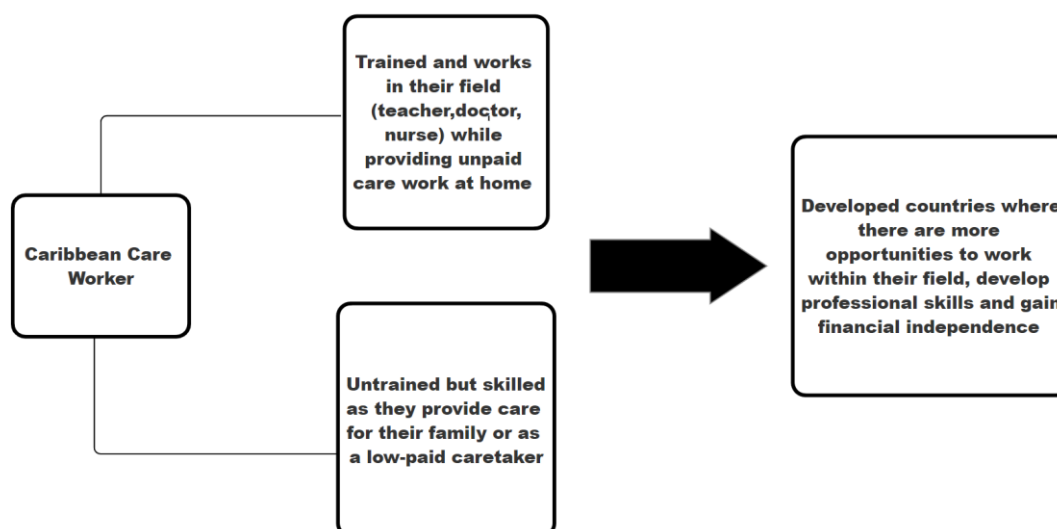 Trained and works
in their field
(teacher,doctor,
nurse) while
providing unpaid
care work at home
Caribbean Care
Worker
Untrained but skilled
as they provide care
for their family or as
a low-paid caretaker
Developed countries where
there are more
opportunities to work
within their field, develop
professional skills and gain
financial independence